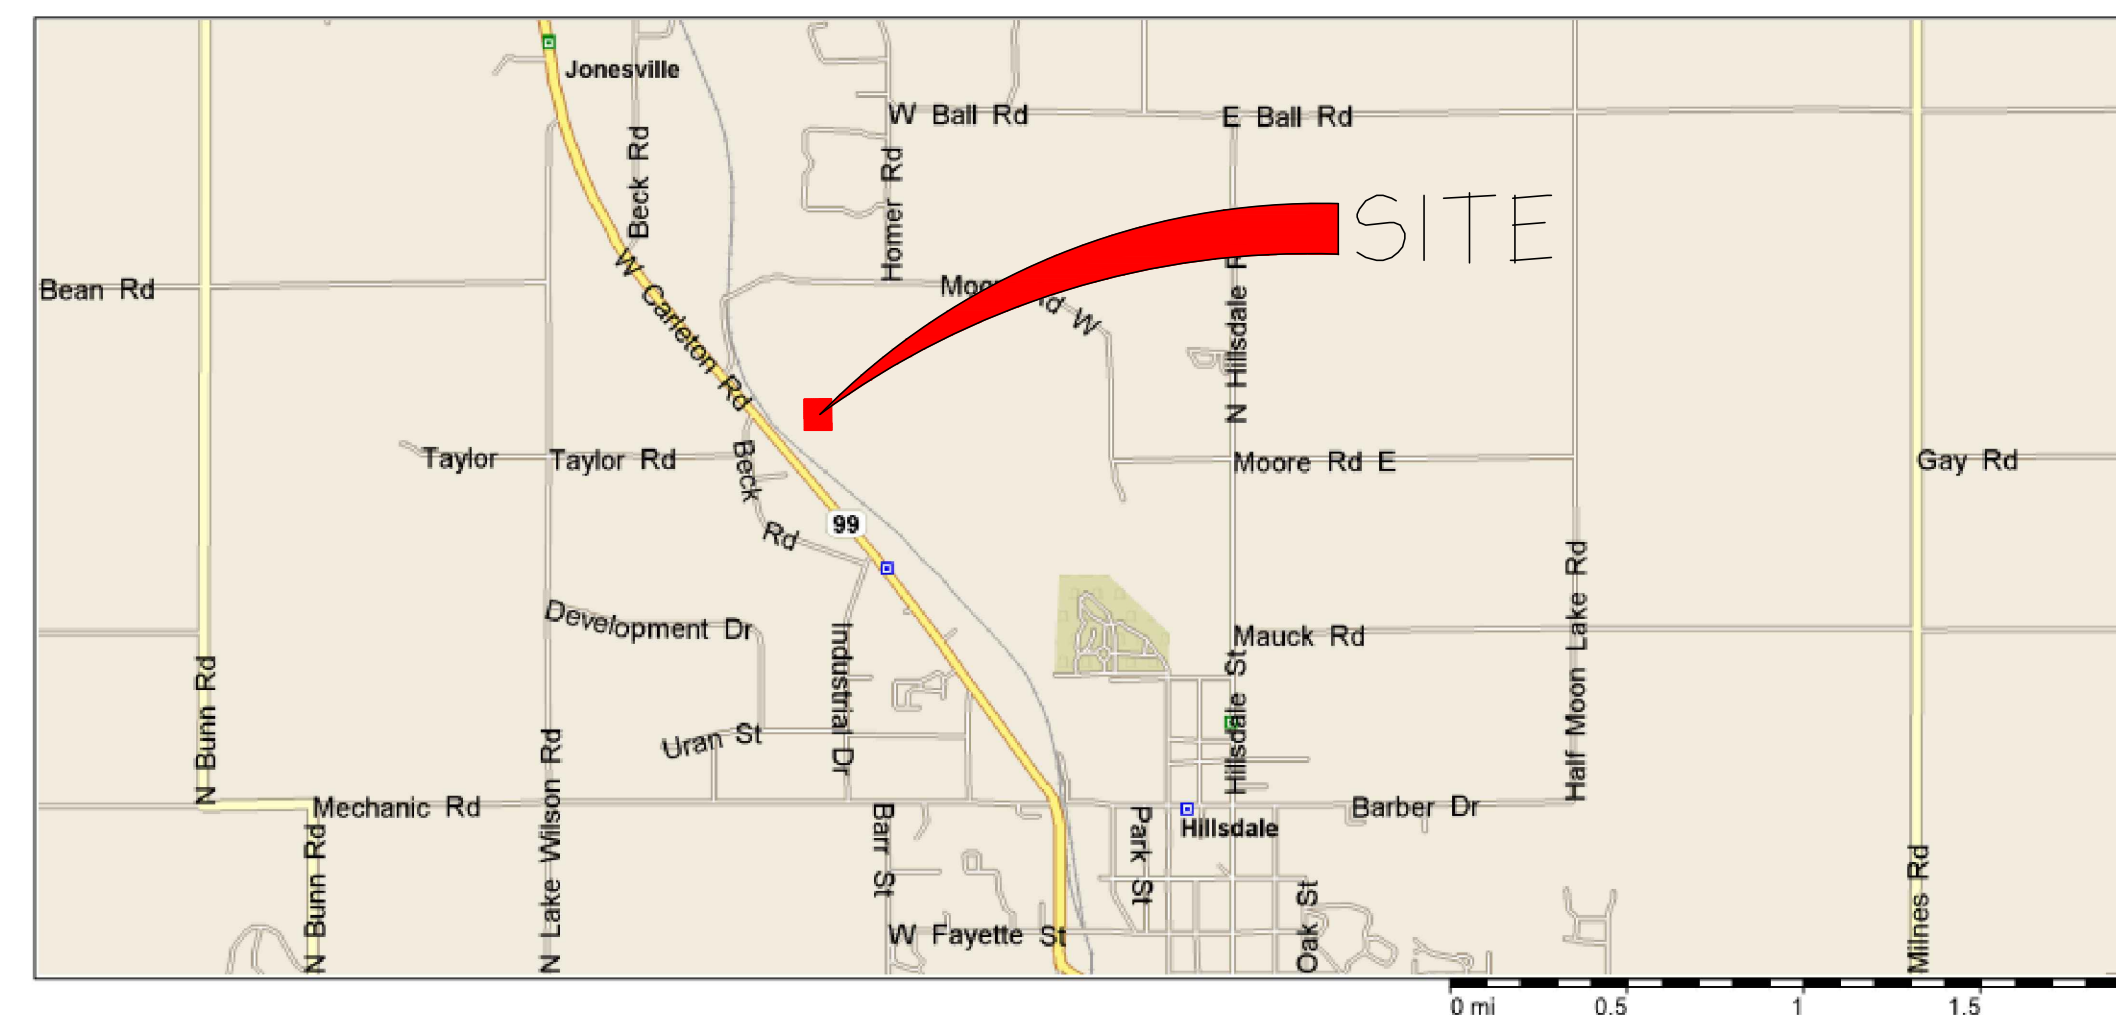 Jonesville
W Ball Rd
E Ball Rd
Beck Rd
Homer Rd
SITE
W Carleton Rd
Bean Rd
N Hillsdale
Taylor
Taylor Rd
Beck Rd
Moore Rd E
Gay Rd
99
Development Dr
Mauck Rd
Industrial Dr
Hillsdale St
Half Moon Lake Rd
N Bunn Rd
Uran St
Mechanic Rd
N Bunn Rd
N Lake Wilson Rd
Barr St
Park St
Hillsdale
Barber Dr
W Fayette St
Oak St
Milnes Rd
0 mi 0.5 1 1.5